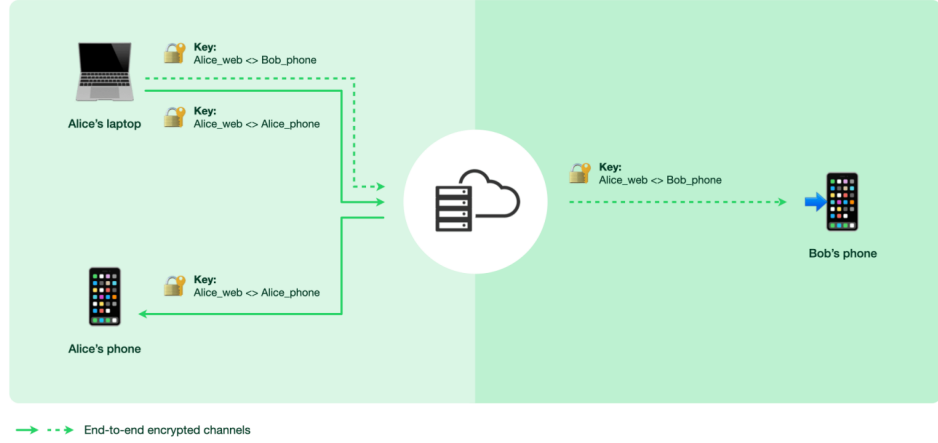 Key:
Alice_web <> Bob_phone
Alice's laptop
Key:
Alice_web <> Alice_phone
Key:
Alice_web <> Bob_phone
Bob's phone
Key:
Alice_web <> Alice_phone
Alice's phone
End-to-end encrypted channels